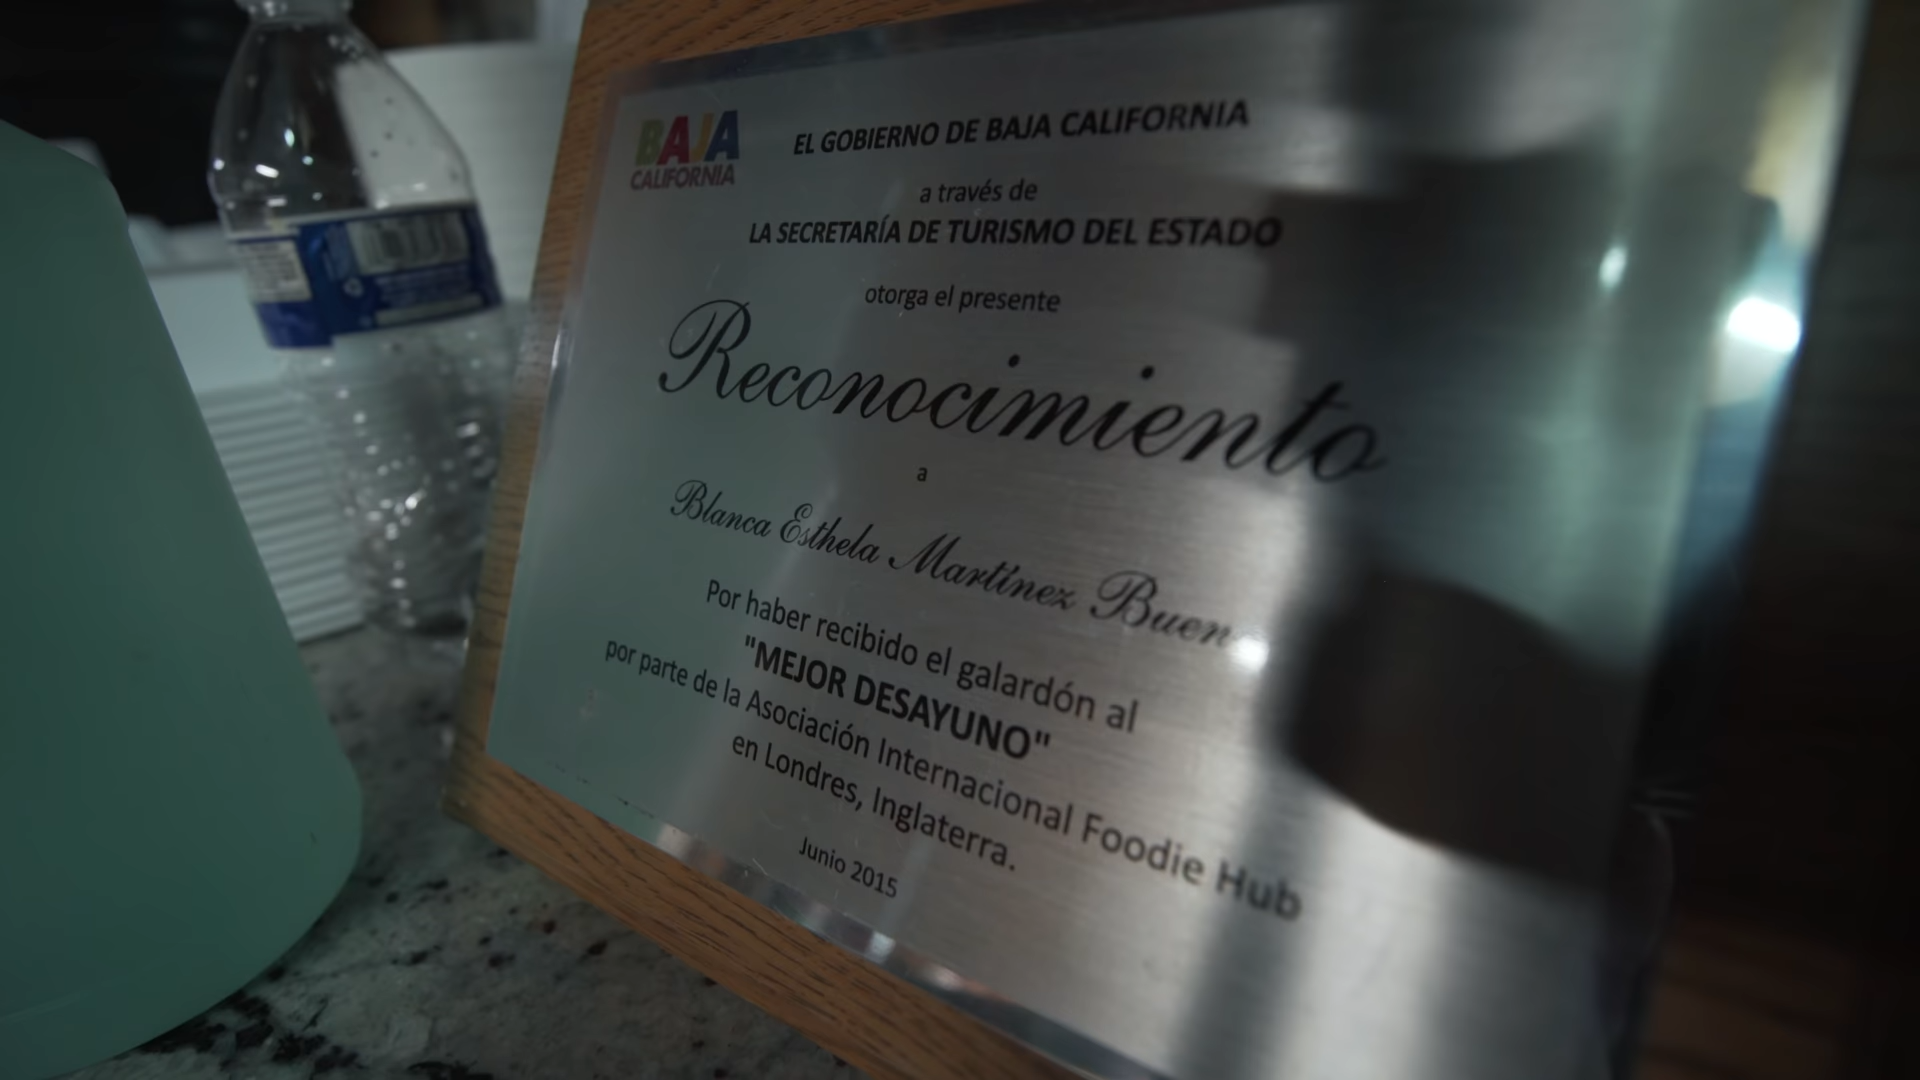 BAJA
CALIFORNIA
EL GOBIERNO DE BAJA CALIFORNIA
a través de
LA SECRETARÍA DE TURISMO DEL ESTADO
otorga el presente
Reconocimiento
a
Blanca Esthela Martínez Buen
Por haber recibido el galardón al
"MEJOR DESAYUNO"
por parte de la Asociación Internacional Foodie Hub
en Londres, Inglaterra.
Junio 2015